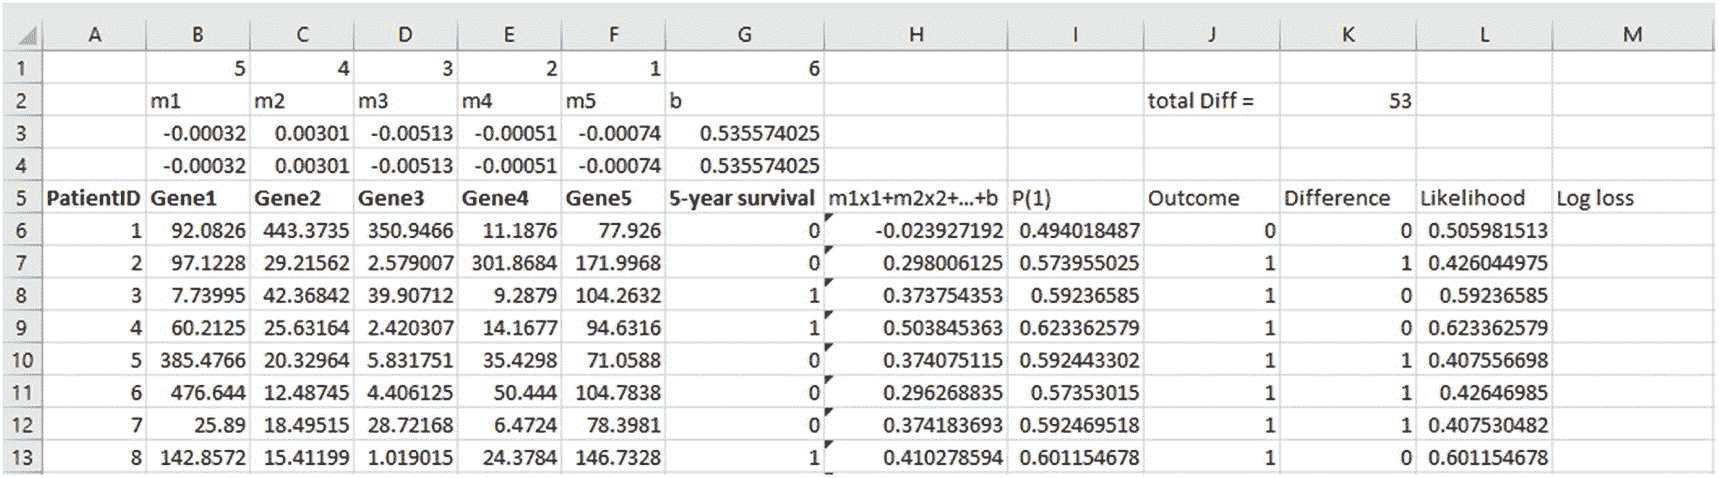 A B C D E F G H I J K L M
1 5 4 3 2 1 6
2 m1 m2 m3 m4 m5 b total Diff = 53
3 -0.00032 0.00301 -0.00513 -0.00051 -0.00074 0.535574025
4 -0.00032 0.00301 -0.00513 -0.00051 -0.00074 0.535574025
5 PatientID Gene1 Gene2 Gene3 Gene4 Gene5 5-year survival m1x1+m2x2+...+b P(1) Outcome Difference Likelihood Log loss
6 1 92.0826 443.3735 350.9466 11.1876 77.926 0 -0.023927192 0.494018487 0 0 0.505981513
7 2 97.1228 29.21562 2.579007 301.8684 171.9968 0 0.298006125 0.573955025 1 1 0.426044975
8 3 7.73995 42.36842 39.90712 9.2879 104.2632 1 0.373754353 0.59236585 1 0 0.59236585
9 4 60.2125 25.63164 2.420307 14.1677 94.6316 1 0.503845363 0.623362579 1 0 0.623362579
10 5 385.4766 20.32964 5.831751 35.4298 71.0588 0 0.374075115 0.592443302 1 1 0.407556698
11 6 476.644 12.48745 4.406125 50.444 104.7838 0 0.296268835 0.57353015 1 1 0.42646985
12 7 25.89 18.49515 28.72168 6.4724 78.3981 0 0.374183693 0.592469518 1 1 0.407530482
13 8 142.8572 15.41199 1.019015 24.3784 146.7328 1 0.410278594 0.601154678 1 0 0.601154678